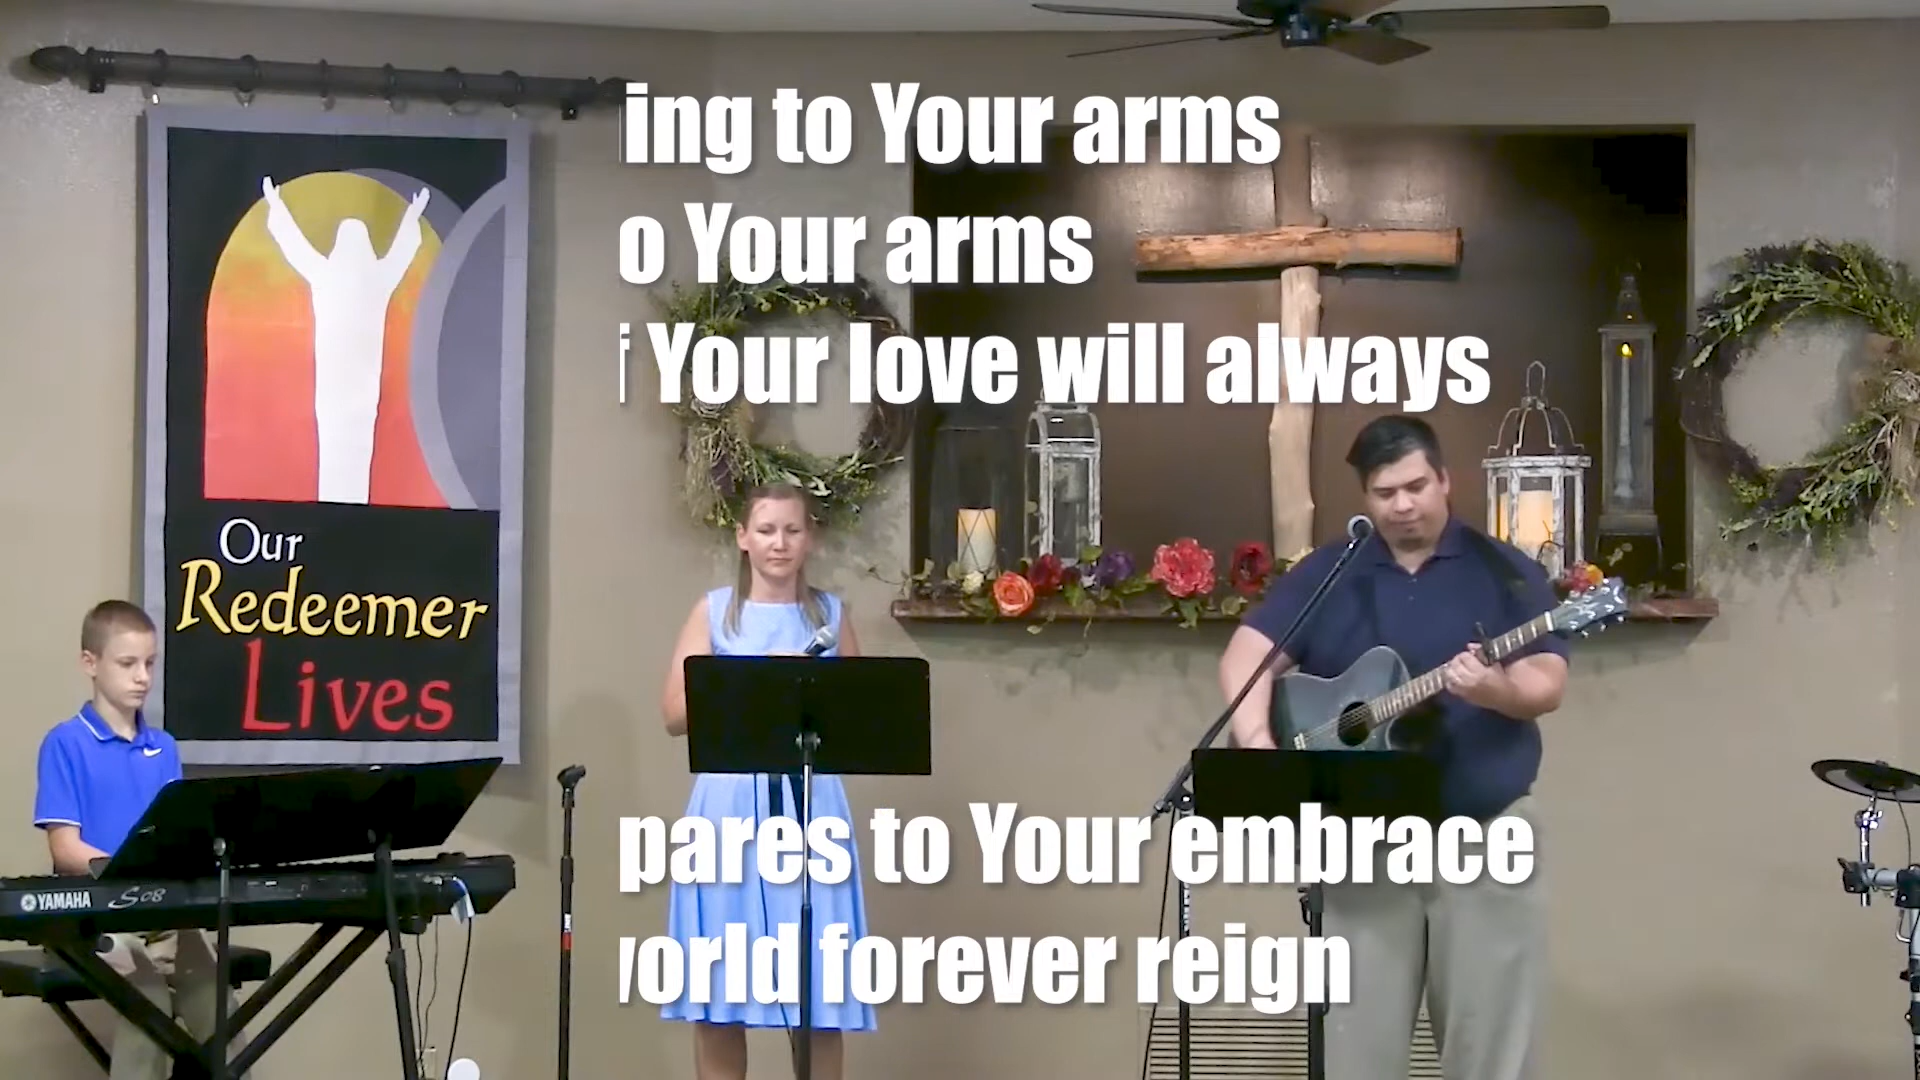 ing to Your arms
o Your arms
f Your love will always
pares to Your embrace
world forever reign
Our
Redeemer
Lives
YAMAHA S08